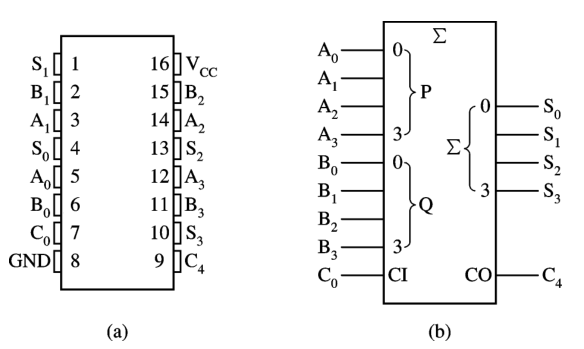 S₁ 1 16 V_CC
B₁ 2 15 B₂
A₁ 3 14 A₂
S₀ 4 13 S₂
A₀ 5 12 A₃
B₀ 6 11 B₃
C₀ 7 10 S₃
GND 8 9 C₄
(a)
Σ
A₀ 0
A₁
P
A₂
A₃ 3
B₀ 0
B₁
Q
B₂
B₃ 3
C₀ CI
0 S₀
S₁
Σ
S₂
3 S₃
CO C₄
(b)